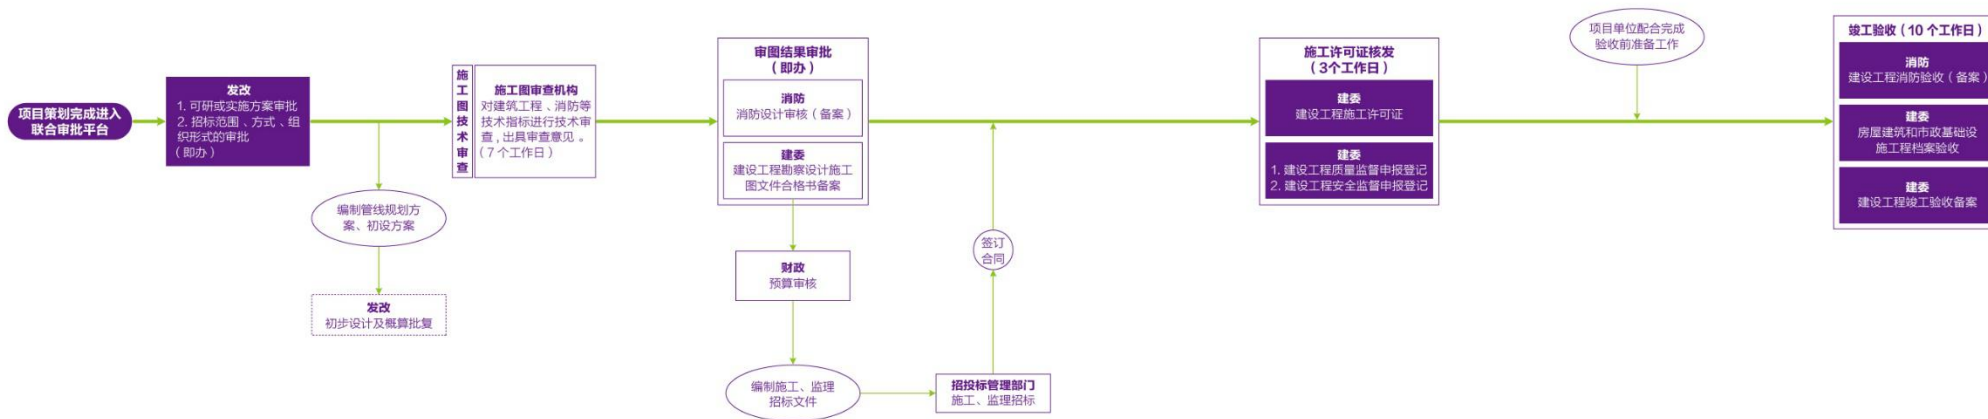 项目策划完成进入
联合审批平台
发改
1. 可研或实施方案审批
2. 招标范围、方式、组
织形式的审批
（即办）
编制管线规划方
案、初设方案
发改
初步设计及概算批复
施工图技术审查
施工图审查机构
对建筑工程、消防等
技术指标进行技术审
查，出具审查意见。
（7个工作日）
审图结果审批
（即办）
消防
消防设计审核（备案）
建委
建设工程勘察设计施工
图文件合格书备案
财政
预算审核
编制施工、监理
招标文件
招投标管理部门
施工、监理招标
签订
合同
施工许可证核发
（3个工作日）
建委
建设工程施工许可证
建委
1. 建设工程质量监督申报登记
2. 建设工程安全监督申报登记
项目单位配合完成
验收前准备工作
竣工验收（10个工作日）
消防
建设工程消防验收（备案）
建委
房屋建筑和市政基础设
施工程档案验收
建委
建设工程竣工验收备案